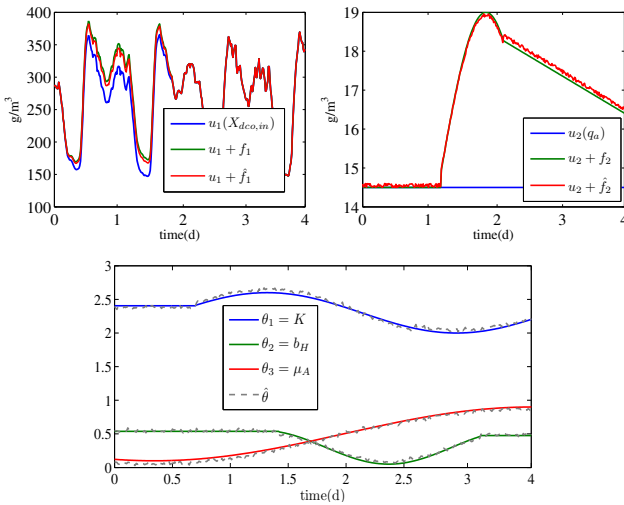 400
350
300
250
200
150
100
g/m³
u₁(X_{dco,in})
u₁ + f₁
u₁ + f̂₁
0 1 2 3 4
time(d)
19
18
17
16
15
14
g/m³
u₂(qₐ)
u₂ + f₂
u₂ + f̂₂
0 1 2 3 4
time(d)
3
2.5
2
1.5
1
0.5
0
θ₁ = K
θ₂ = b_H
θ₃ = μ_A
θ̂
0 0.5 1 1.5 2 2.5 3 3.5 4
time(d)